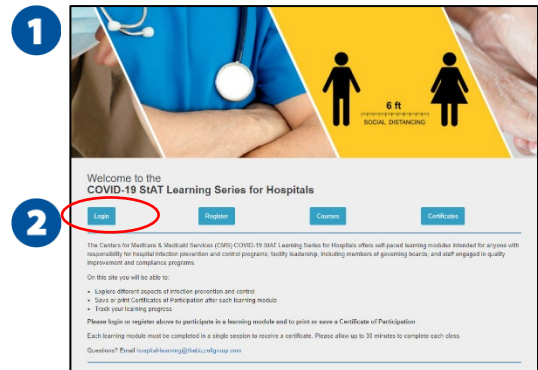 1
6 ft
SOCIAL DISTANCING
Welcome to the
COVID-19 StAT Learning Series for Hospitals
2
Login
Register
Courses
Certificates
The Centers for Medicare & Medicaid Services (CMS) COVID-19 StAT Learning Series for Hospitals offers self-paced learning modules intended for anyone with
responsibility for hospital infection prevention and control programs; facility leadership, including members of governing boards; and staff engaged in quality
improvement and compliance programs.
On this site you will be able to:
• Explore different aspects of infection prevention and control
• Save or print Certificates of Participation after each learning module
• Track your learning progress
Please login or register above to participate in a learning module and to print or save a Certificate of Participation.
Each learning module must be completed in a single session to receive a certificate. Please allow up to 30 minutes to complete each class.
Questions? Email hospital-learning@thebizzellgroup.com